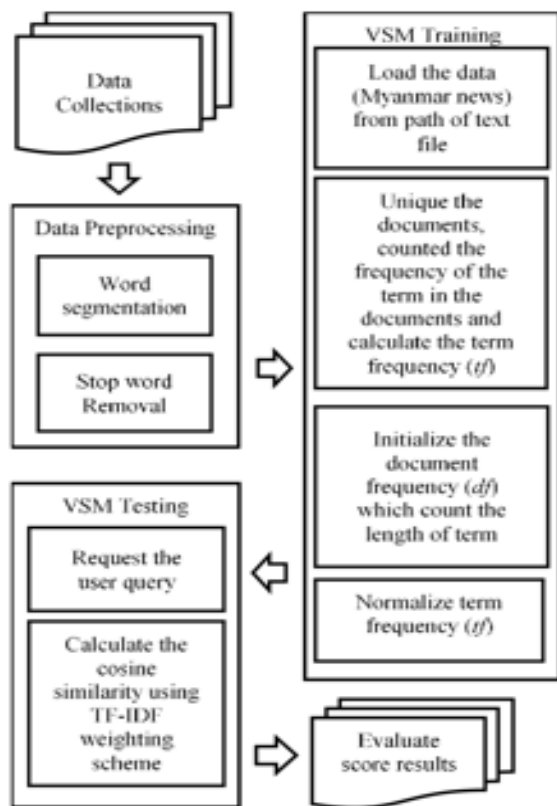 Data
Collections
Data Preprocessing
Word
segmentation
Stop word
Removal
VSM Training
Load the data
(Myanmar news)
from path of text
file
Unique the
documents,
counted the
frequency of the
term in the
documents and
calculate the term
frequency (tf)
Initialize the
document
frequency (df)
which count the
length of term
Normalize term
frequency (tf)
VSM Testing
Request the
user query
Calculate the
cosine
similarity using
TF-IDF
weighting
scheme
Evaluate
score results